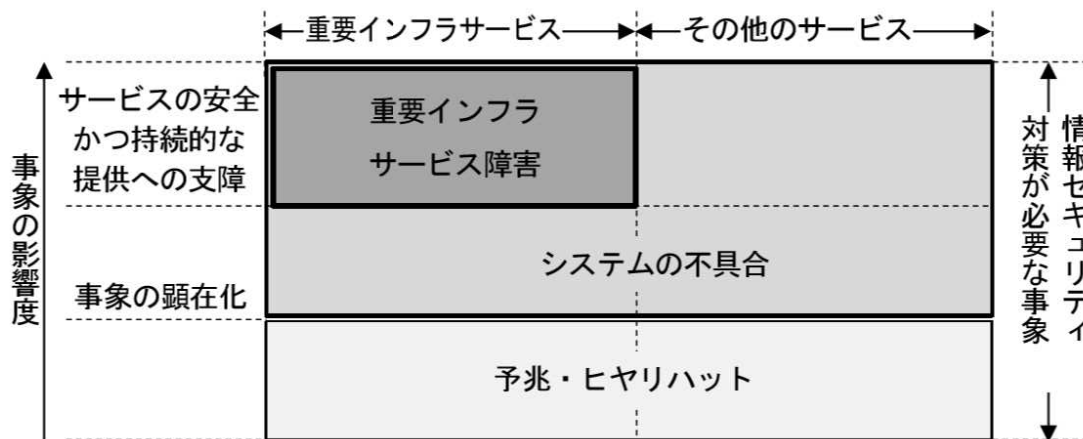 重要インフラサービス
その他のサービス
サービスの安全
かつ持続的な
提供への支障
重要インフラ
サービス障害
システムの不具合
事象の顕在化
予兆・ヒヤリハット
事象の影響度
情報セキュリティ
対策が必要な事象